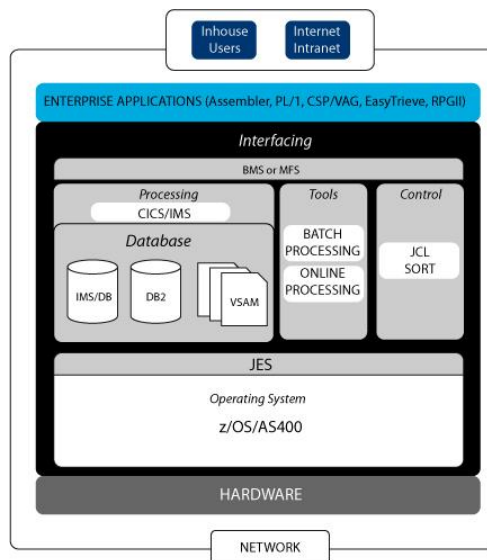 Inhouse
Users
Internet
Intranet
ENTERPRISE APPLICATIONS (Assembler, PL/1, CSP/VAG, EasyTrieve, RPGII)
Interfacing
BMS or MFS
Processing
CICS/IMS
Database
IMS/DB
DB2
VSAM
Tools
BATCH
PROCESSING
ONLINE
PROCESSING
Control
JCL
SORT
JES
Operating System
z/OS/AS400
HARDWARE
NETWORK